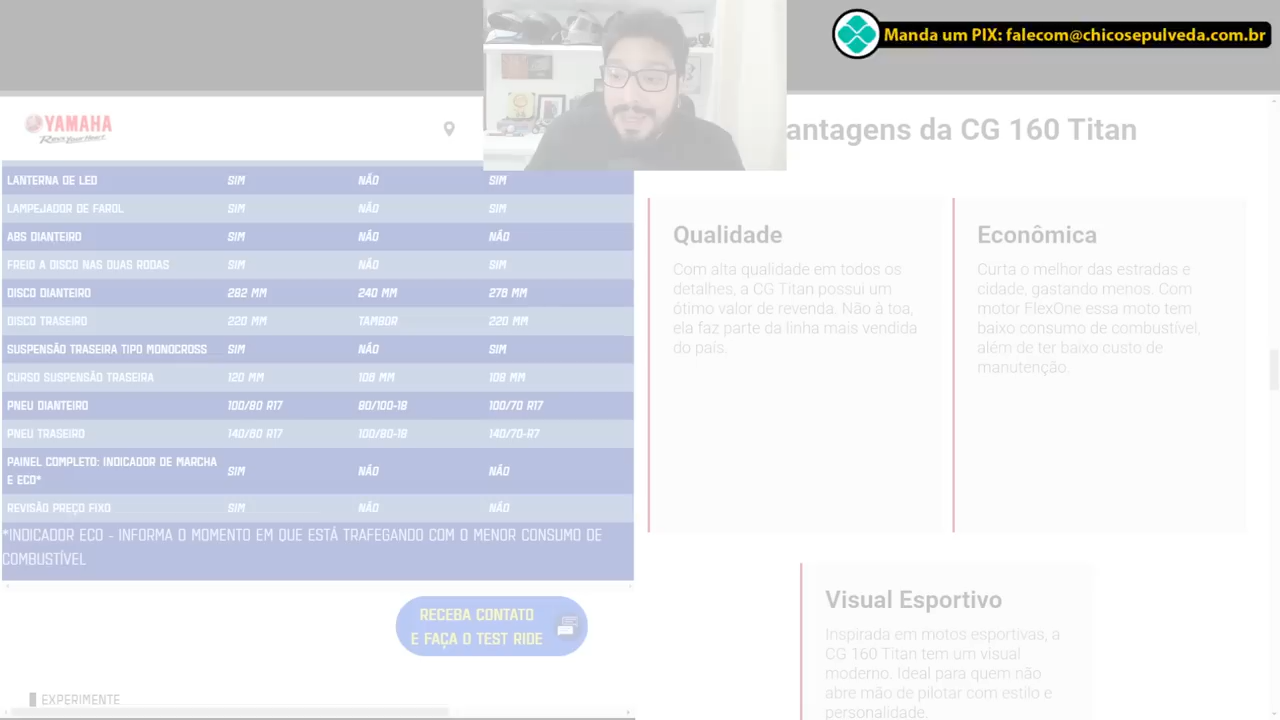 Manda um PIX: falecom@chicosepulveda.com.br
YAMAHA
Revs Your Heart
LANTERNA DE LED SIM NÃO SIM
LAMPEJADOR DE FAROL SIM NÃO SIM
ABS DIANTEIRO SIM NÃO NÃO
FREIO A DISCO NAS DUAS RODAS SIM NÃO SIM
DISCO DIANTEIRO 282 MM 240 MM 276 MM
DISCO TRASEIRO 220 MM TAMBOR 220 MM
SUSPENSÃO TRASEIRA TIPO MONOCROSS SIM NÃO SIM
CURSO SUSPENSÃO TRASEIRA 120 MM 106 MM 108 MM
PNEU DIANTEIRO 100/80 R17 80/100-18 100/70 R17
PNEU TRASEIRO 140/60 R17 100/80-18 140/70-R7
PAINEL COMPLETO: INDICADOR DE MARCHA
E ECO* SIM NÃO NÃO
REVISÃO PREÇO FIXO SIM NÃO NÃO
*INDICADOR ECO - INFORMA O MOMENTO EM QUE ESTÁ TRAFEGANDO COM O MENOR CONSUMO DE
COMBUSTÍVEL
RECEBA CONTATO
E FAÇA O TEST RIDE
EXPERIMENTE
antagens da CG 160 Titan
Qualidade
Com alta qualidade em todos os
detalhes, a CG Titan possui um
ótimo valor de revenda. Não à toa,
ela faz parte da linha mais vendida
do país.
Econômica
Curta o melhor das estradas e
cidade, gastando menos. Com
motor FlexOne essa moto tem
baixo consumo de combustível,
além de ter baixo custo de
manutenção.
Visual Esportivo
Inspirada em motos esportivas, a
CG 160 Titan tem um visual
moderno. Ideal para quem não
abre mão de pilotar com estilo e
personalidade.